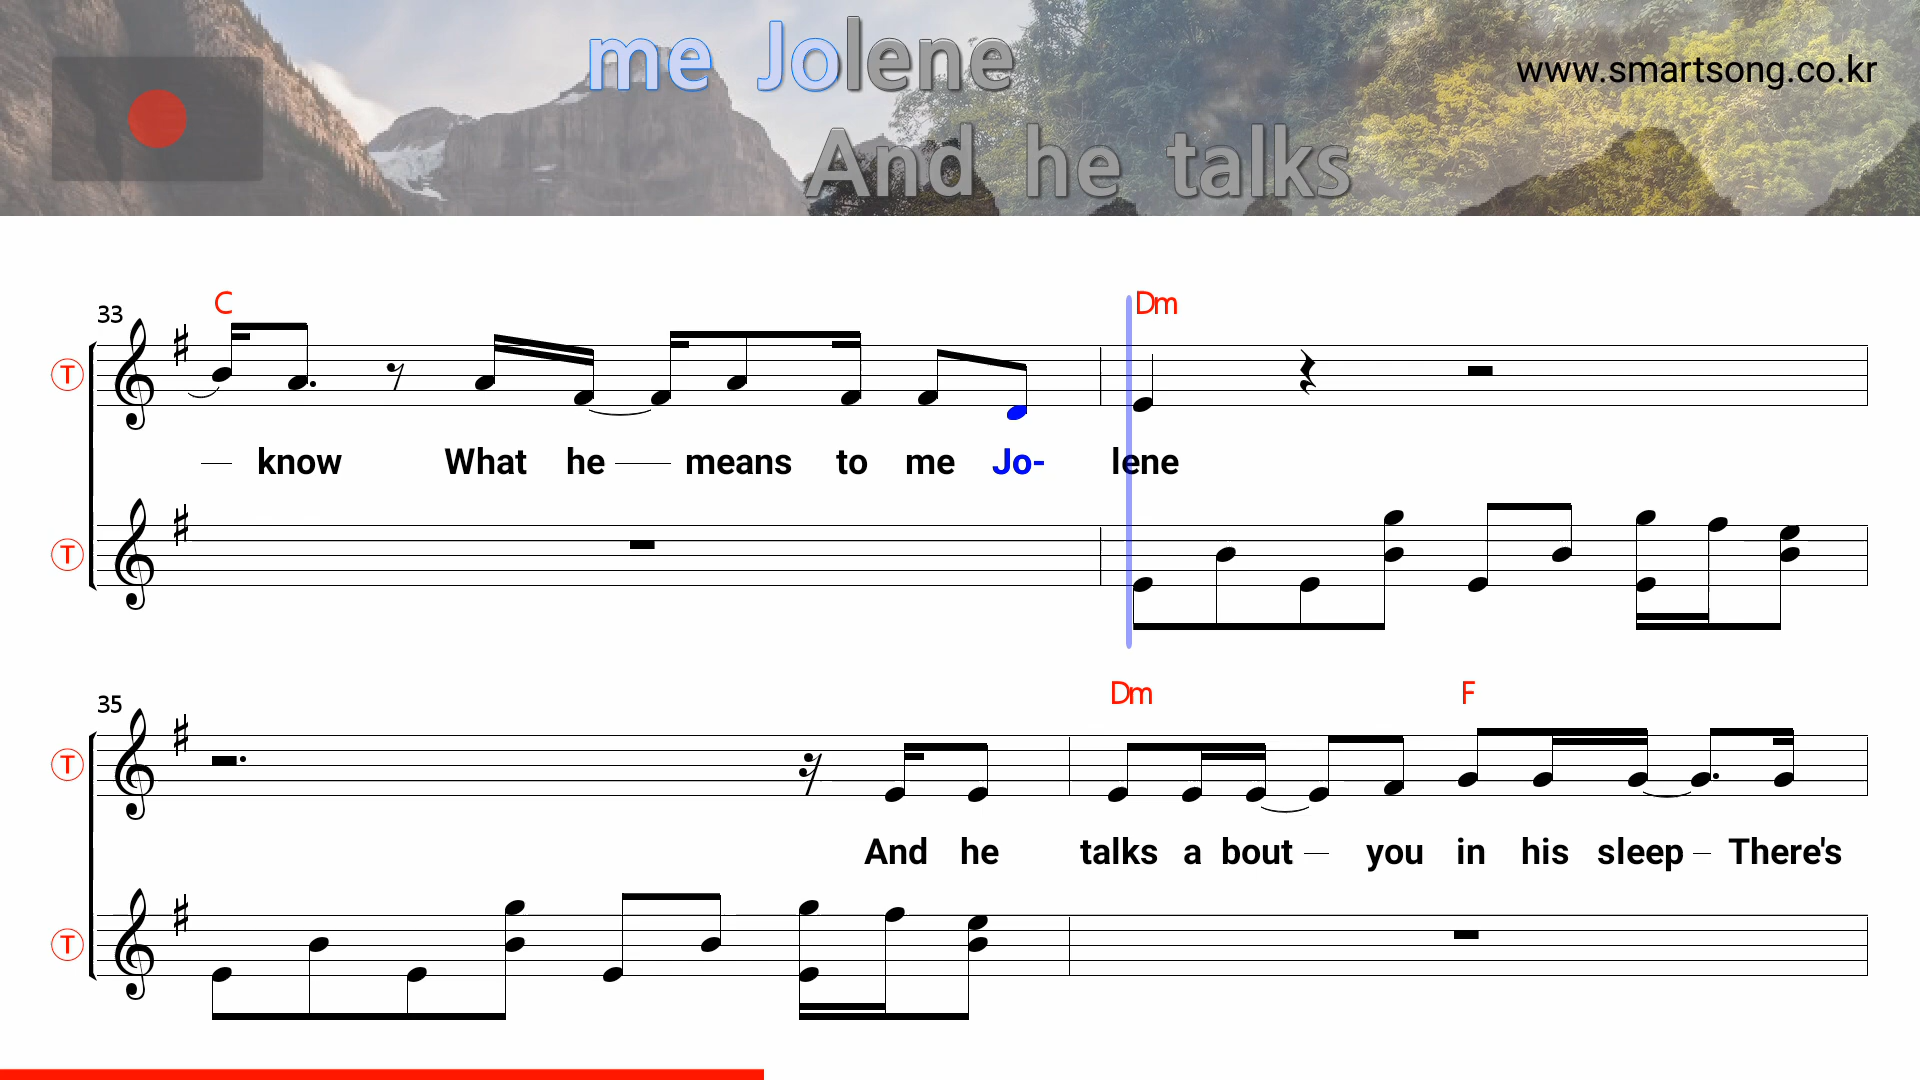 me Jolene
www.smartsong.co.kr
And he talks
C
Dm
33
T
know What he means to me Jo- lene
T
Dm F
35
T
And he talks a bout you in his sleep There's
T